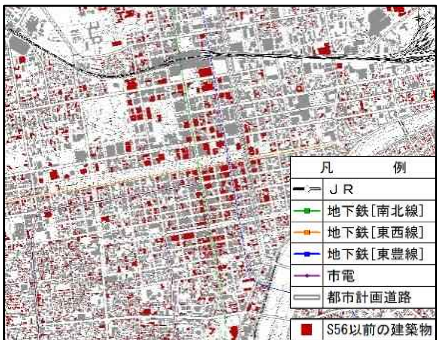 凡 例
JR
地下鉄[南北線]
地下鉄[東西線]
地下鉄[東豊線]
市電
都市計画道路
S56以前の建築物